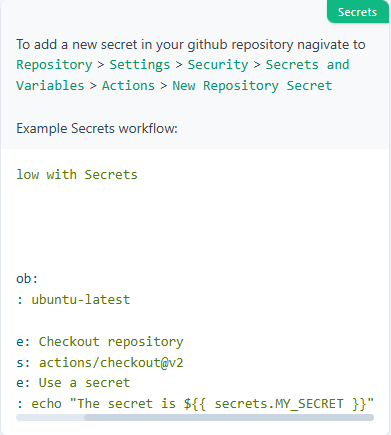 Secrets
To add a new secret in your github repository nagivate to
Repository > Settings > Security > Secrets and
Variables > Actions > New Repository Secret
Example Secrets workflow:
low with Secrets
ob:
: ubuntu-latest
e: Checkout repository
s: actions/checkout@v2
e: Use a secret
: echo "The secret is ${{ secrets.MY_SECRET }}"